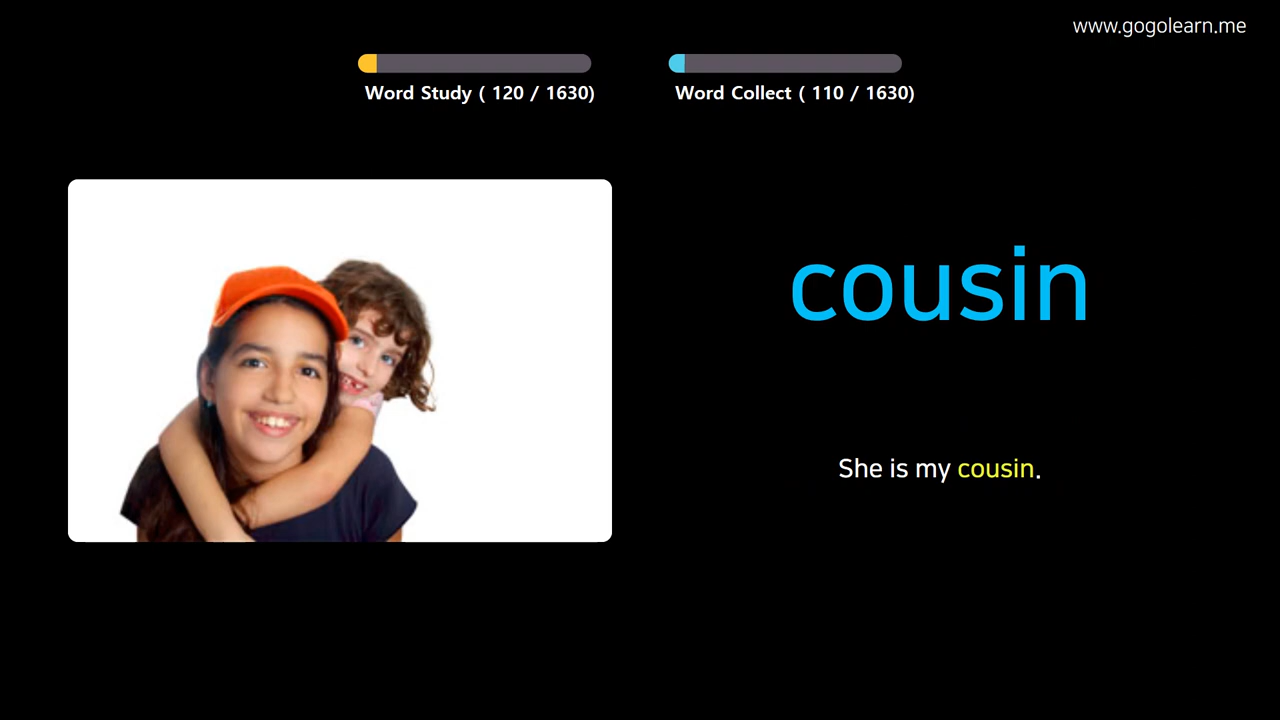 www.gogolearn.me
Word Study ( 120 / 1630)
Word Collect ( 110 / 1630)
cousin
She is my cousin.